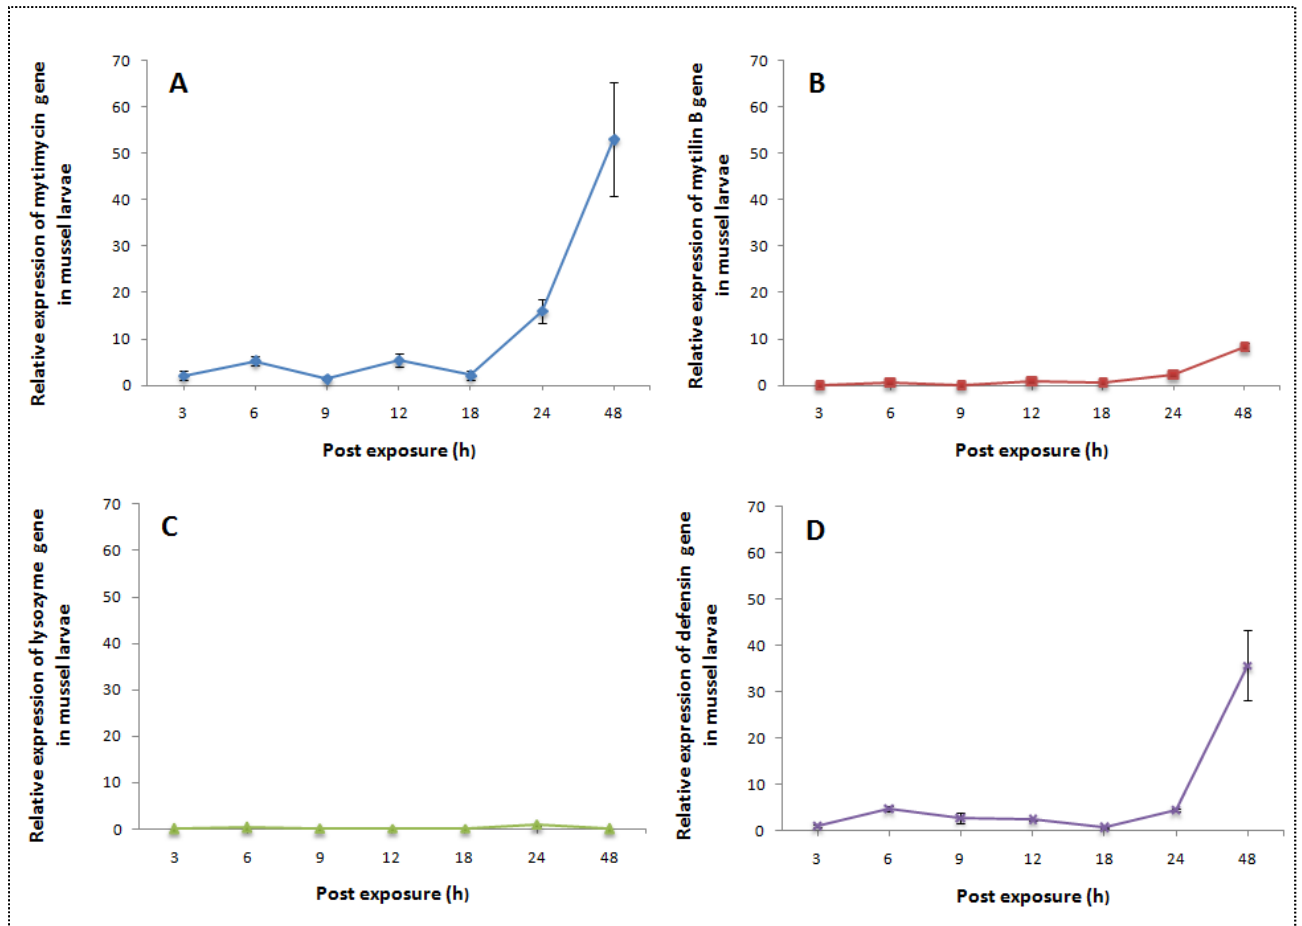 Relative expression of mytimycin gene
in mussel larvae
70
60
50
40
30
20
10
0
A
3 6 9 12 18 24 48
Post exposure (h)
Relative expression of mytilin B gene
in mussel larvae
70
60
50
40
30
20
10
0
B
3 6 9 12 18 24 48
Post exposure (h)
Relative expression of lysozyme gene
in mussel larvae
70
60
50
40
30
20
10
0
C
3 6 9 12 18 24 48
Post exposure (h)
Relative expression of defensin gene
in mussel larvae
70
60
50
40
30
20
10
0
D
3 6 9 12 18 24 48
Post exposure (h)